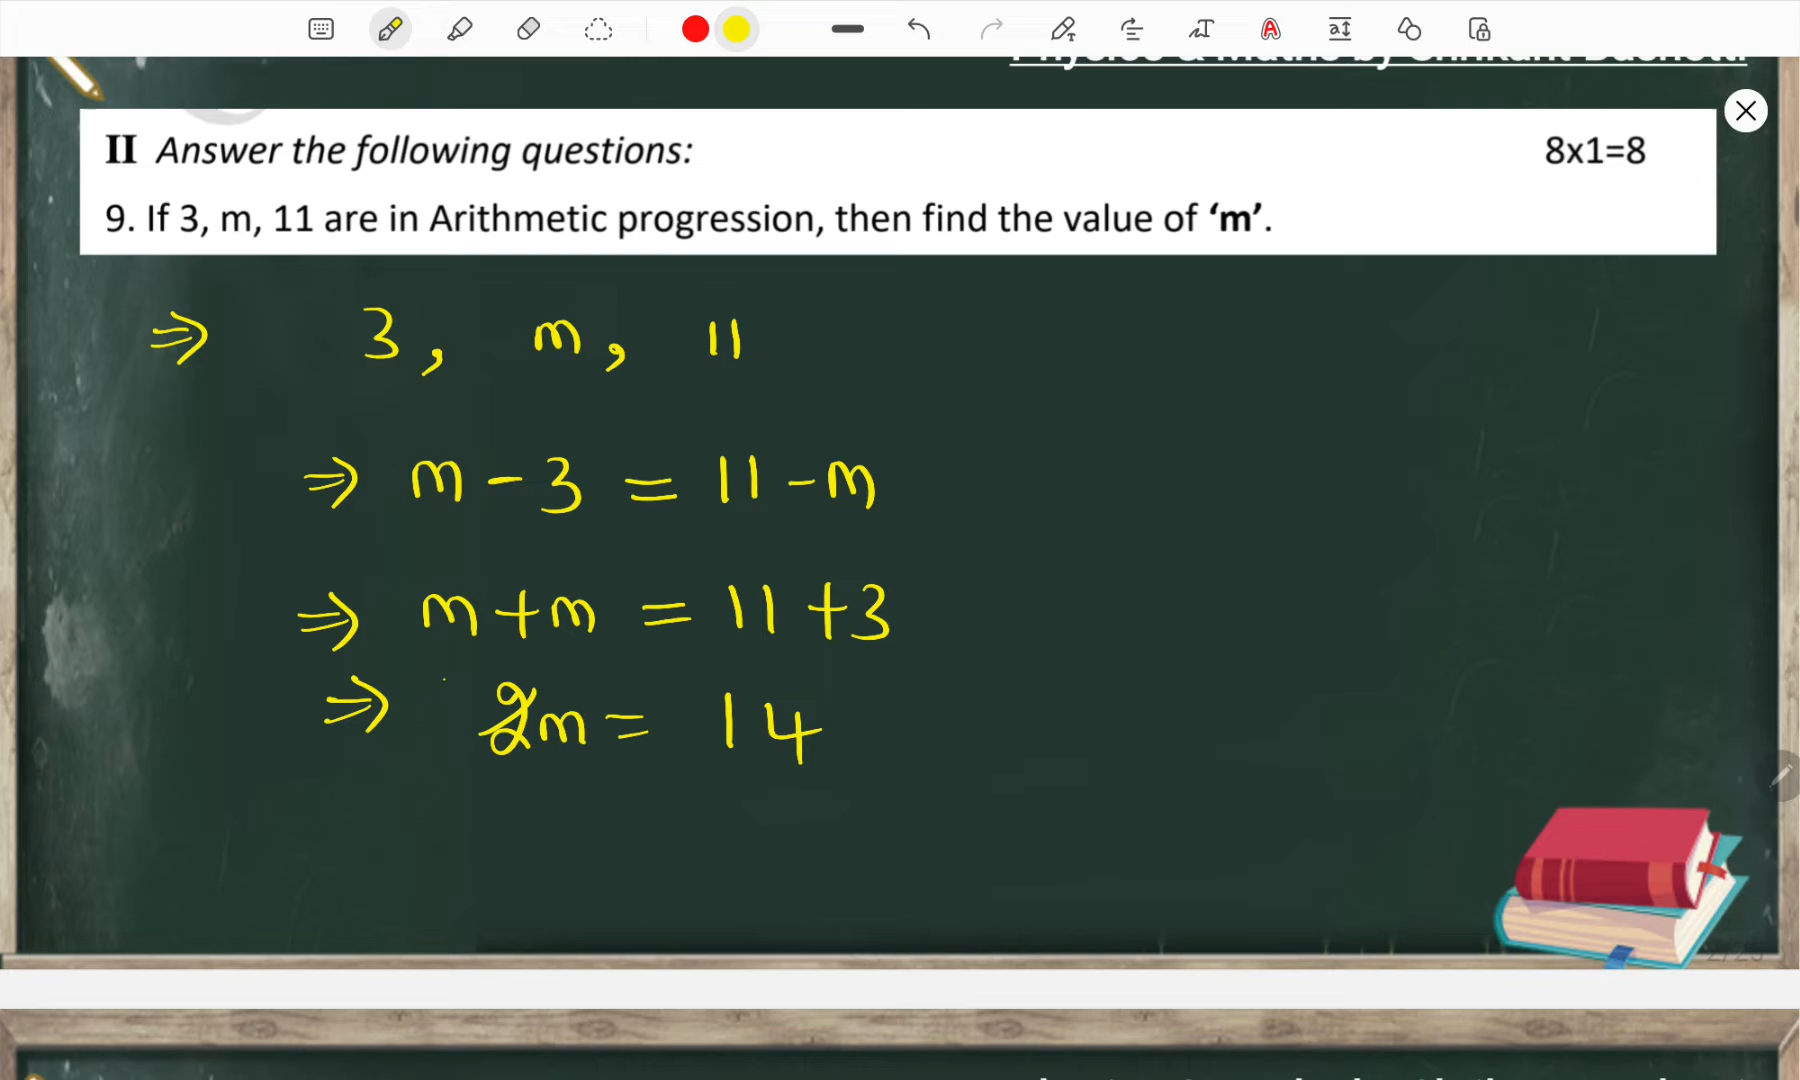 II Answer the following questions: 8x1=8
9. If 3, m, 11 are in Arithmetic progression, then find the value of ‘m’.
⇒ 3, m, 11
⇒ m - 3 = 11 - m
⇒ m + m = 11 + 3
⇒ 2m = 14